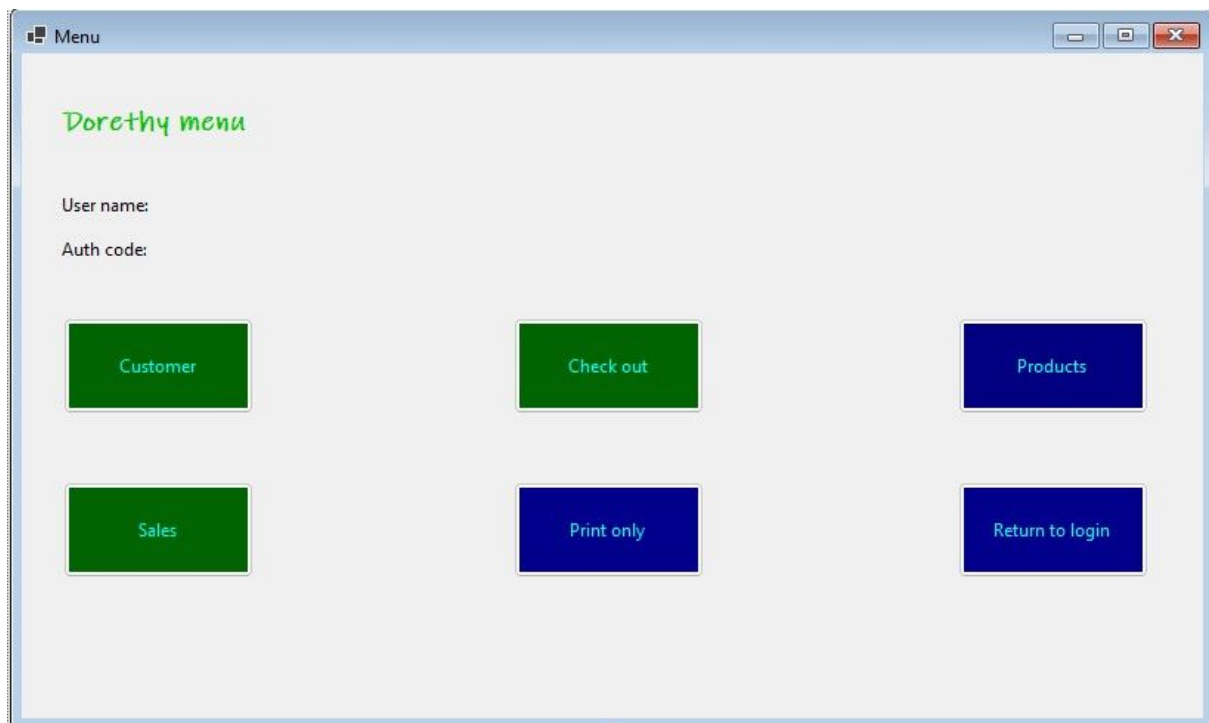 Menu
Dorethy menu
User name:
Auth code:
Customer Check out Products
Sales Print only Return to login